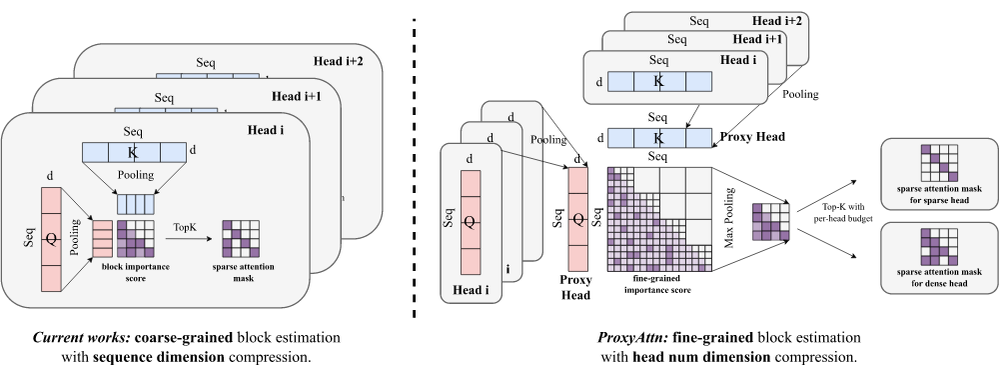 Head i+2
Seq
Head i+1
Seq
Head i
Seq
K
d
Pooling
d
Seq
Q
Pooling
TopK
block importance
score
sparse attention
mask
Current works: coarse-grained block estimation
with sequence dimension compression.
Head i+2
Head i+1
Seq
Head i
d
K
Pooling
Seq
d
K
Proxy Head
Seq
d
d
Pooling
d
d
Seq
Q
i
Head i
Seq
Q
Seq
Proxy
Head
fine-grained
importance score
Max Pooling
Top-K with
per-head budget
sparse attention mask
for sparse head
sparse attention mask
for dense head
ProxyAttn: fine-grained block estimation
with head num dimension compression.